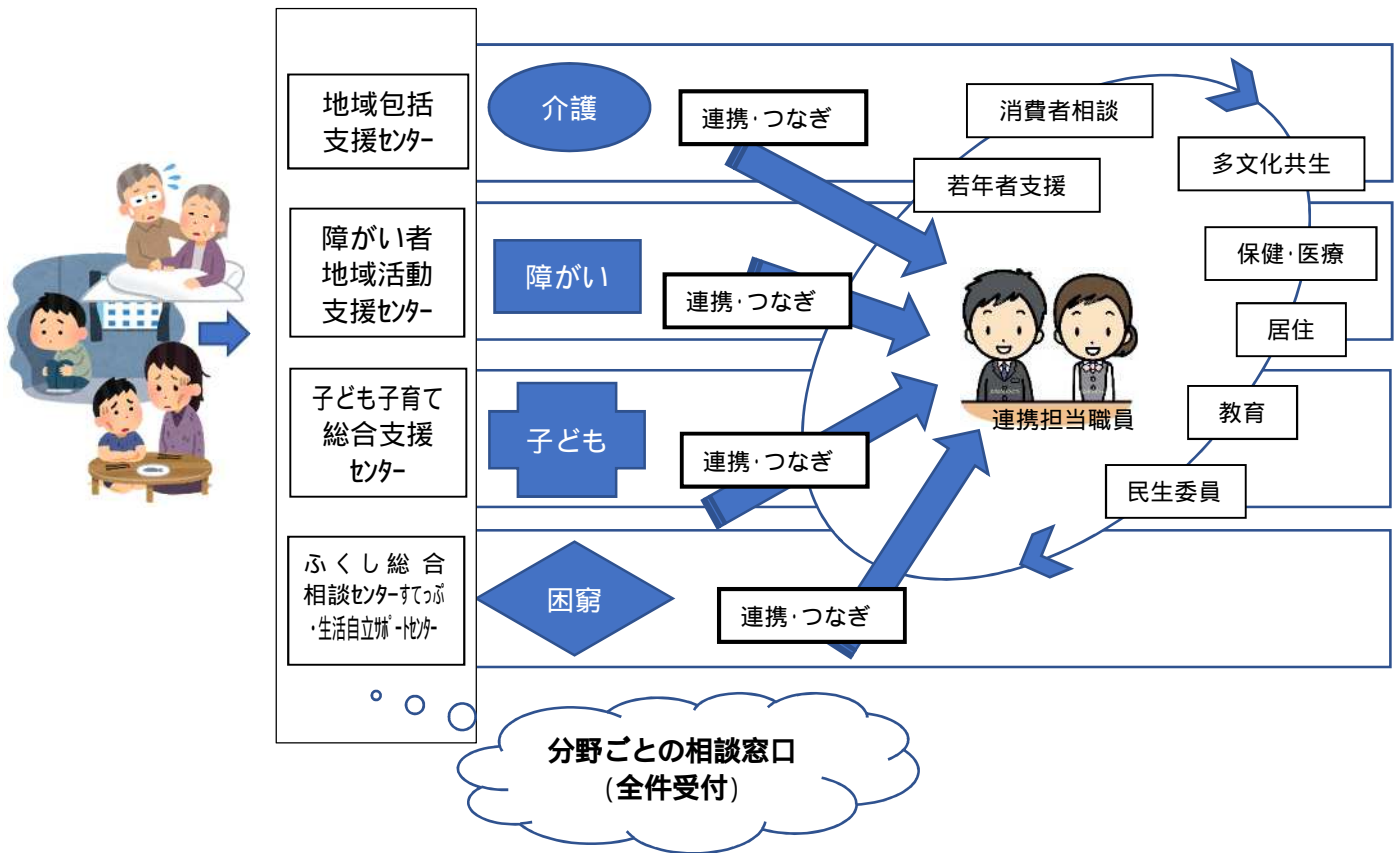 地域包括
支援センター
介護
連携・つなぎ
消費者相談
若年者支援
多文化共生
障がい者
地域活動
支援センター
障がい
連携・つなぎ
保健・医療
居住
連携担当職員
子ども子育て
総合支援
センター
子ども
連携・つなぎ
教育
民生委員
ふくし総合
相談センターすてっぷ
・生活自立サポートセンター
困窮
連携・つなぎ
分野ごとの相談窓口
(全件受付)